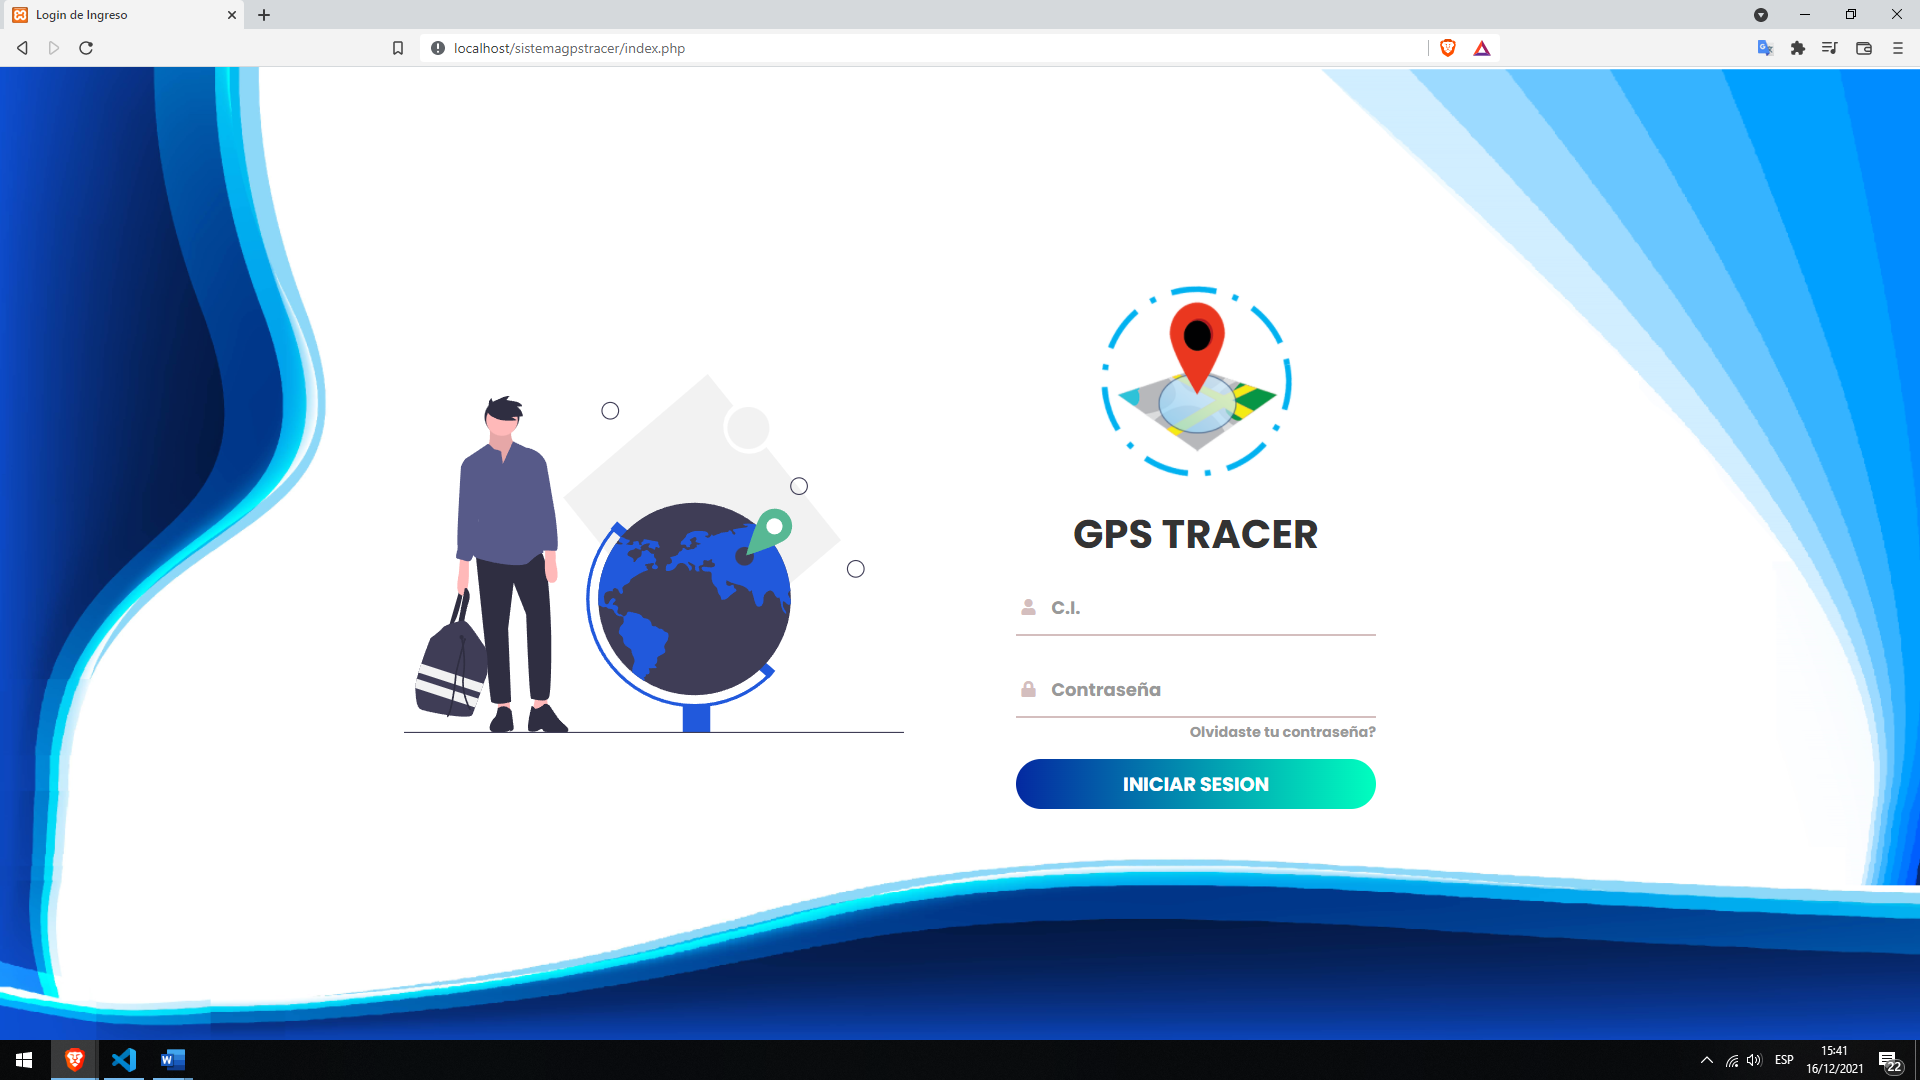 Login de Ingreso
localhost/sistemagpstracer/index.php
GPS TRACER
C.I.
Contraseña
Olvidaste tu contraseña?
INICIAR SESION
ESP
15:41
16/12/2021
22